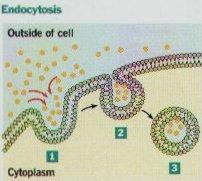 Endocytosis
Outside of cell
1
2
3
Cytoplasm